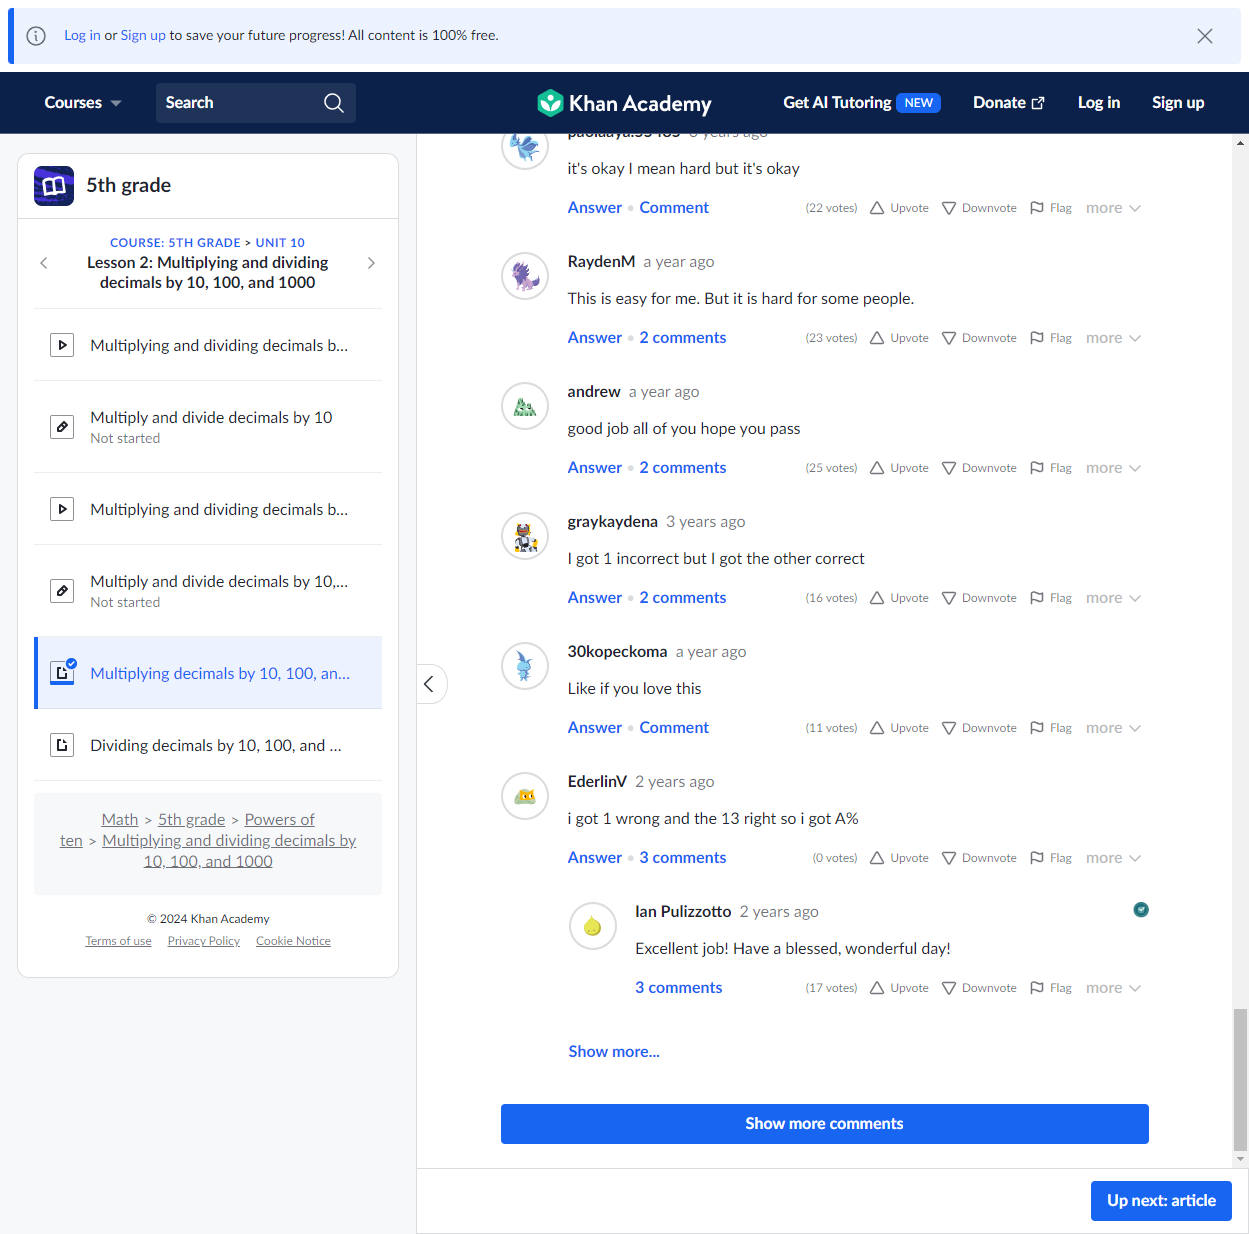 Log in or Sign up to save your future progress! All content is 100% free.
Courses
Search
Khan Academy
Get AI Tutoring NEW
Donate
Log in
Sign up
5th grade
COURSE: 5TH GRADE > UNIT 10
Lesson 2: Multiplying and dividing
decimals by 10, 100, and 1000
Multiplying and dividing decimals b...
Multiply and divide decimals by 10
Not started
Multiplying and dividing decimals b...
Multiply and divide decimals by 10,...
Not started
Multiplying decimals by 10, 100, an...
Dividing decimals by 10, 100, and ...
Math > 5th grade > Powers of
ten > Multiplying and dividing decimals by
10, 100, and 1000
© 2024 Khan Academy
Terms of use Privacy Policy Cookie Notice
years ago
it's okay I mean hard but it's okay
Answer • Comment (22 votes) Upvote Downvote Flag more
RaydenM a year ago
This is easy for me. But it is hard for some people.
Answer • 2 comments (23 votes) Upvote Downvote Flag more
andrew a year ago
good job all of you hope you pass
Answer • 2 comments (25 votes) Upvote Downvote Flag more
graykaydena 3 years ago
I got 1 incorrect but I got the other correct
Answer • 2 comments (16 votes) Upvote Downvote Flag more
30kopeckoma a year ago
Like if you love this
Answer • Comment (11 votes) Upvote Downvote Flag more
EderlinV 2 years ago
i got 1 wrong and the 13 right so i got A%
Answer • 3 comments (0 votes) Upvote Downvote Flag more
Ian Pulizzotto 2 years ago
Excellent job! Have a blessed, wonderful day!
3 comments (17 votes) Upvote Downvote Flag more
Show more...
Show more comments
Up next: article